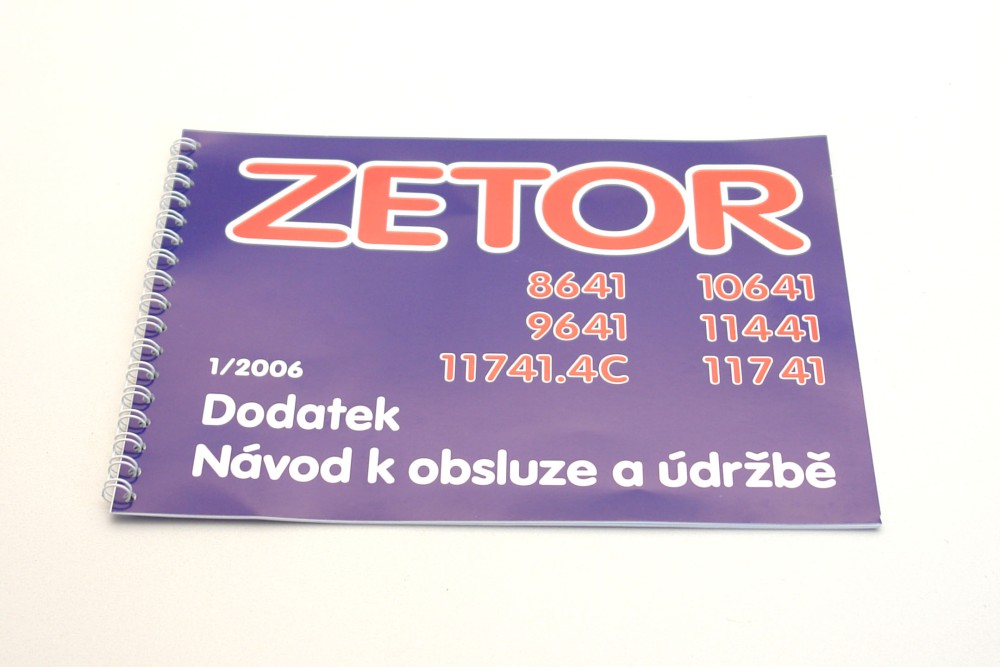 ZETOR
8641 10641
9641 11441
1/2006 11741.4C 11741
Dodatek
Návod k obsluze a údržbě